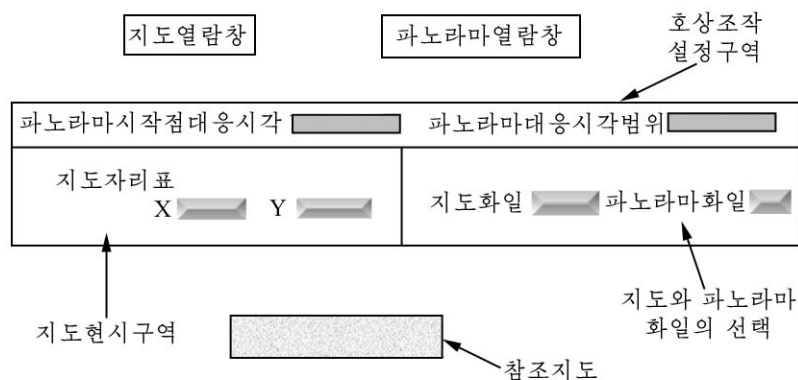 지도열람창 파노라마열람창
호상조작
설정구역
파노라마시작점대응시각 파노라마대응시각범위
지도자리표
X Y
지도화일 파노라마화일
지도현시구역
지도와 파노라마
화일의 선택
참조지도